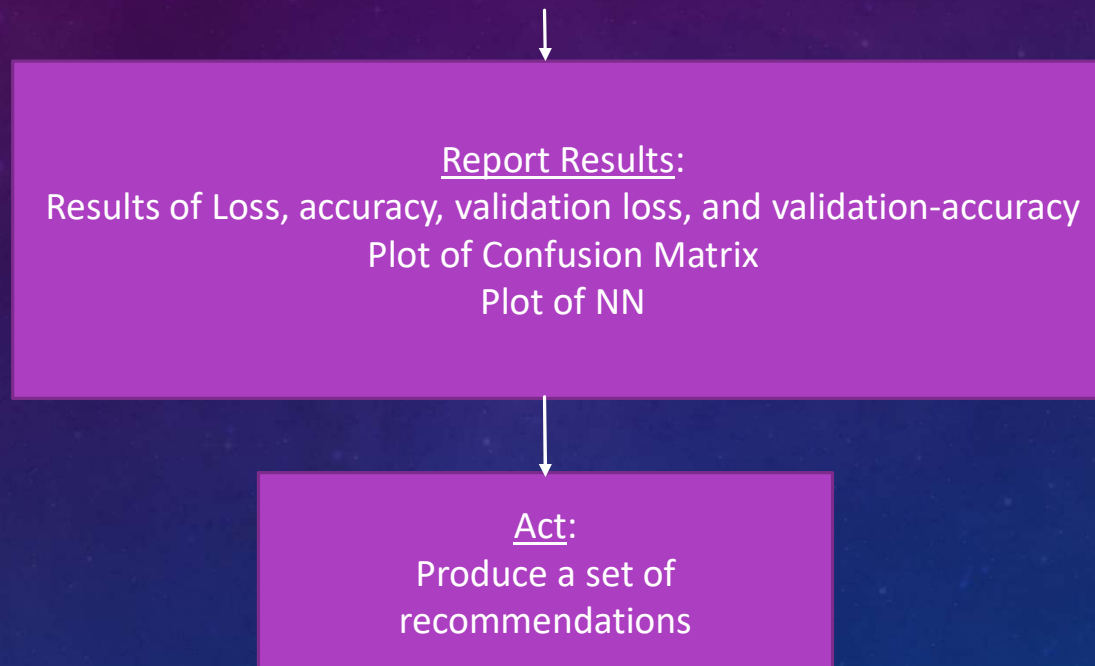 Report Results:
Results of Loss, accuracy, validation loss, and validation-accuracy
Plot of Confusion Matrix
Plot of NN
Act:
Produce a set of
recommendations